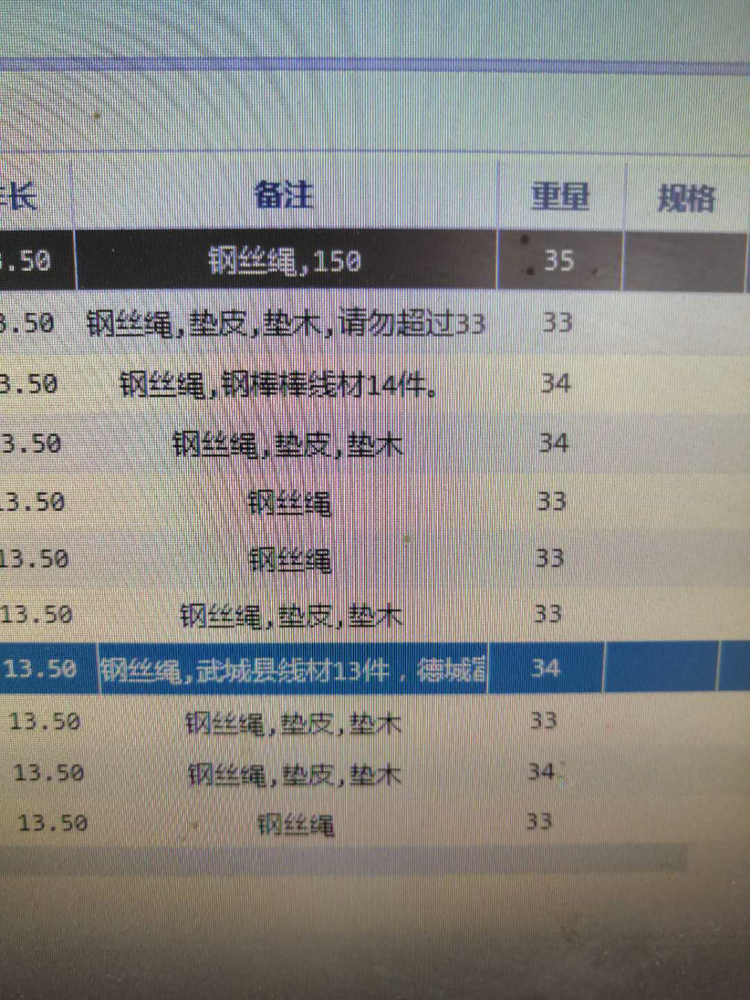 长 备注 重量 规格
3.50 钢丝绳,150 35
3.50 钢丝绳,垫皮,垫木,请勿超过33 33
3.50 钢丝绳,钢棒棒线材14件。 34
3.50 钢丝绳,垫皮,垫木 34
13.50 钢丝绳 33
13.50 钢丝绳 33
13.50 钢丝绳,垫皮,垫木 33
13.50 钢丝绳,武城县线材13件，德城 34
13.50 钢丝绳,垫皮,垫木 33
13.50 钢丝绳,垫皮,垫木 34
13.50 钢丝绳 33